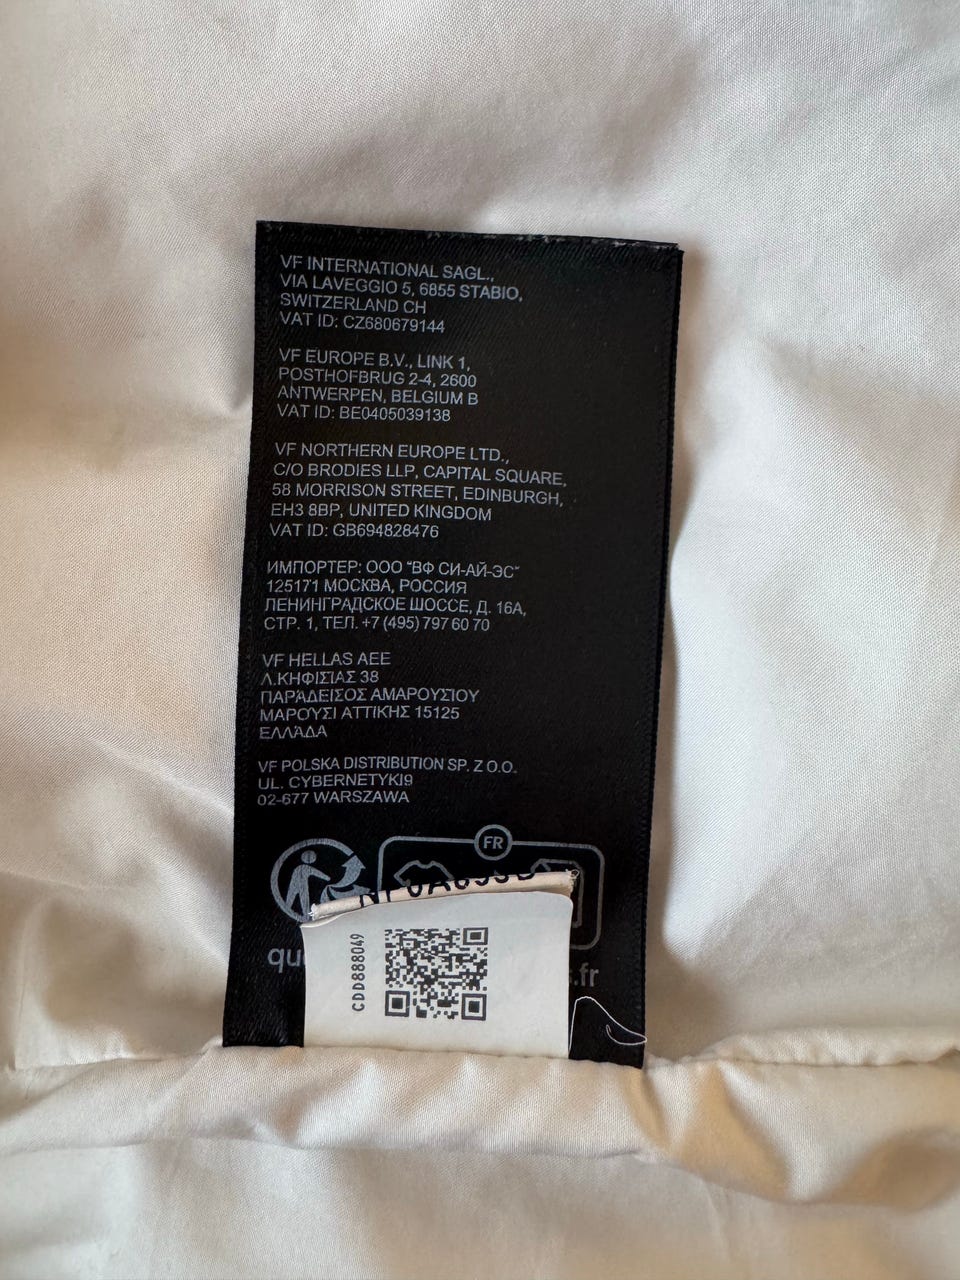 VF INTERNATIONAL SAGL.,
VIA LAVEGGIO 5, 6855 STABIO,
SWITZERLAND CH
VAT ID: CZ680679144
VF EUROPE B.V., LINK 1,
POSTHOFBRUG 2-4, 2600
ANTWERPEN, BELGIUM B
VAT ID: BE0405039138
VF NORTHERN EUROPE LTD.,
C/O BRODIES LLP, CAPITAL SQUARE,
58 MORRISON STREET, EDINBURGH,
EH3 8BP, UNITED KINGDOM
VAT ID: GB694828476
ИМПОРТЕР: ООО "ВФ СИ-АЙ-ЭС"
125171 МОСКВА, РОССИЯ
ЛЕНИНГРАДСКОЕ ШОССЕ, Д. 16А,
СТР. 1, ТЕЛ. +7 (495) 797 60 70
VF HELLAS AEE
Λ.ΚΗΦΙΣΙΑΣ 38
ΠΑΡΑΔΕΙΣΟΣ ΑΜΑΡΟΥΣΙΟΥ
ΜΑΡΟΥΣΙ ΑΤΤΙΚΗΣ 15125
ΕΛΛΑΔΑ
VF POLSKA DISTRIBUTION SP. Z O.O.
UL. CYBERNETYKI9
02-677 WARSZAWA
FR
CDD888049
.fr